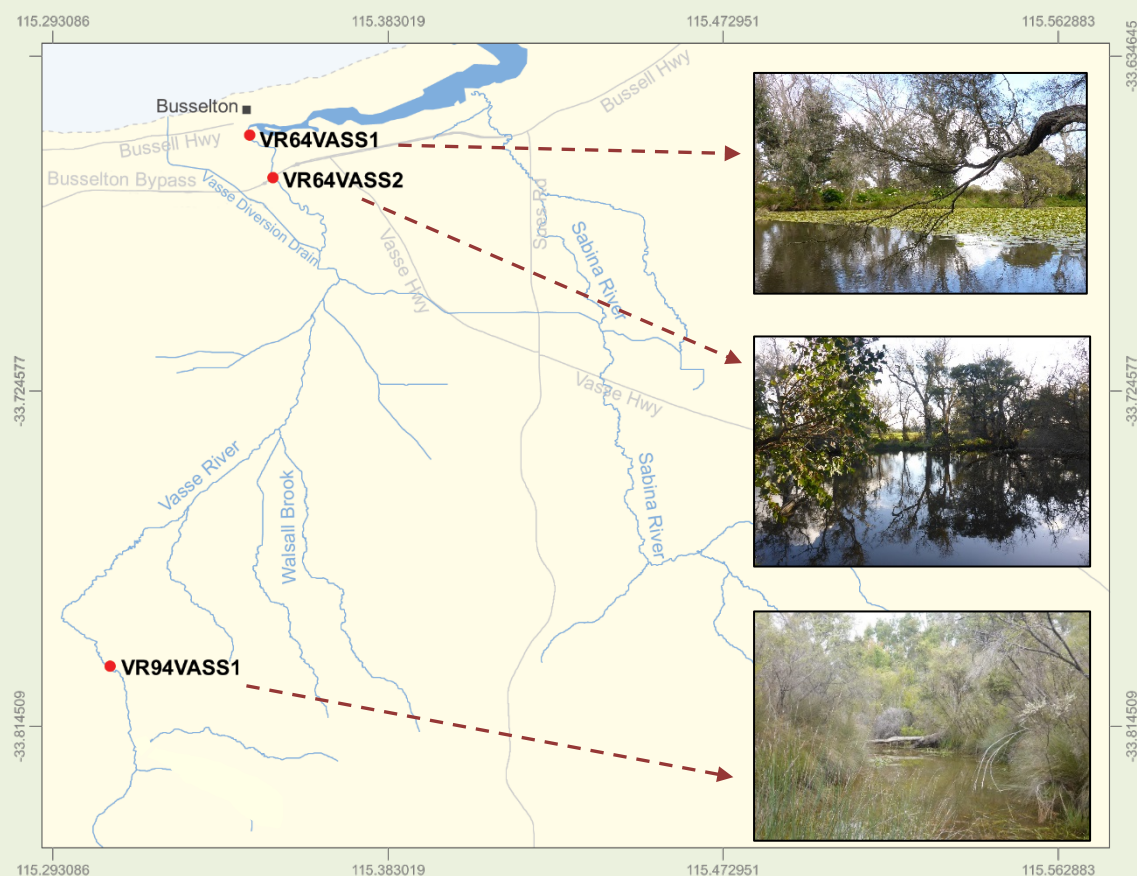 115.293086
115.383019
115.472951
115.562883
-33.634645
Bussell Hwy
Busselton
VR64VASS1
Bussell Hwy
Busselton Bypass
VR64VASS2
Vasse Diversion Drain
Sues Rd
Sabina River
Vasse Hwy
-33.724577
-33.724577
Vasse Hwy
Vasse River
Walsall Brook
Sabina River
VR94VASS1
-33.814509
-33.814509
115.293086
115.383019
115.472951
115.562883